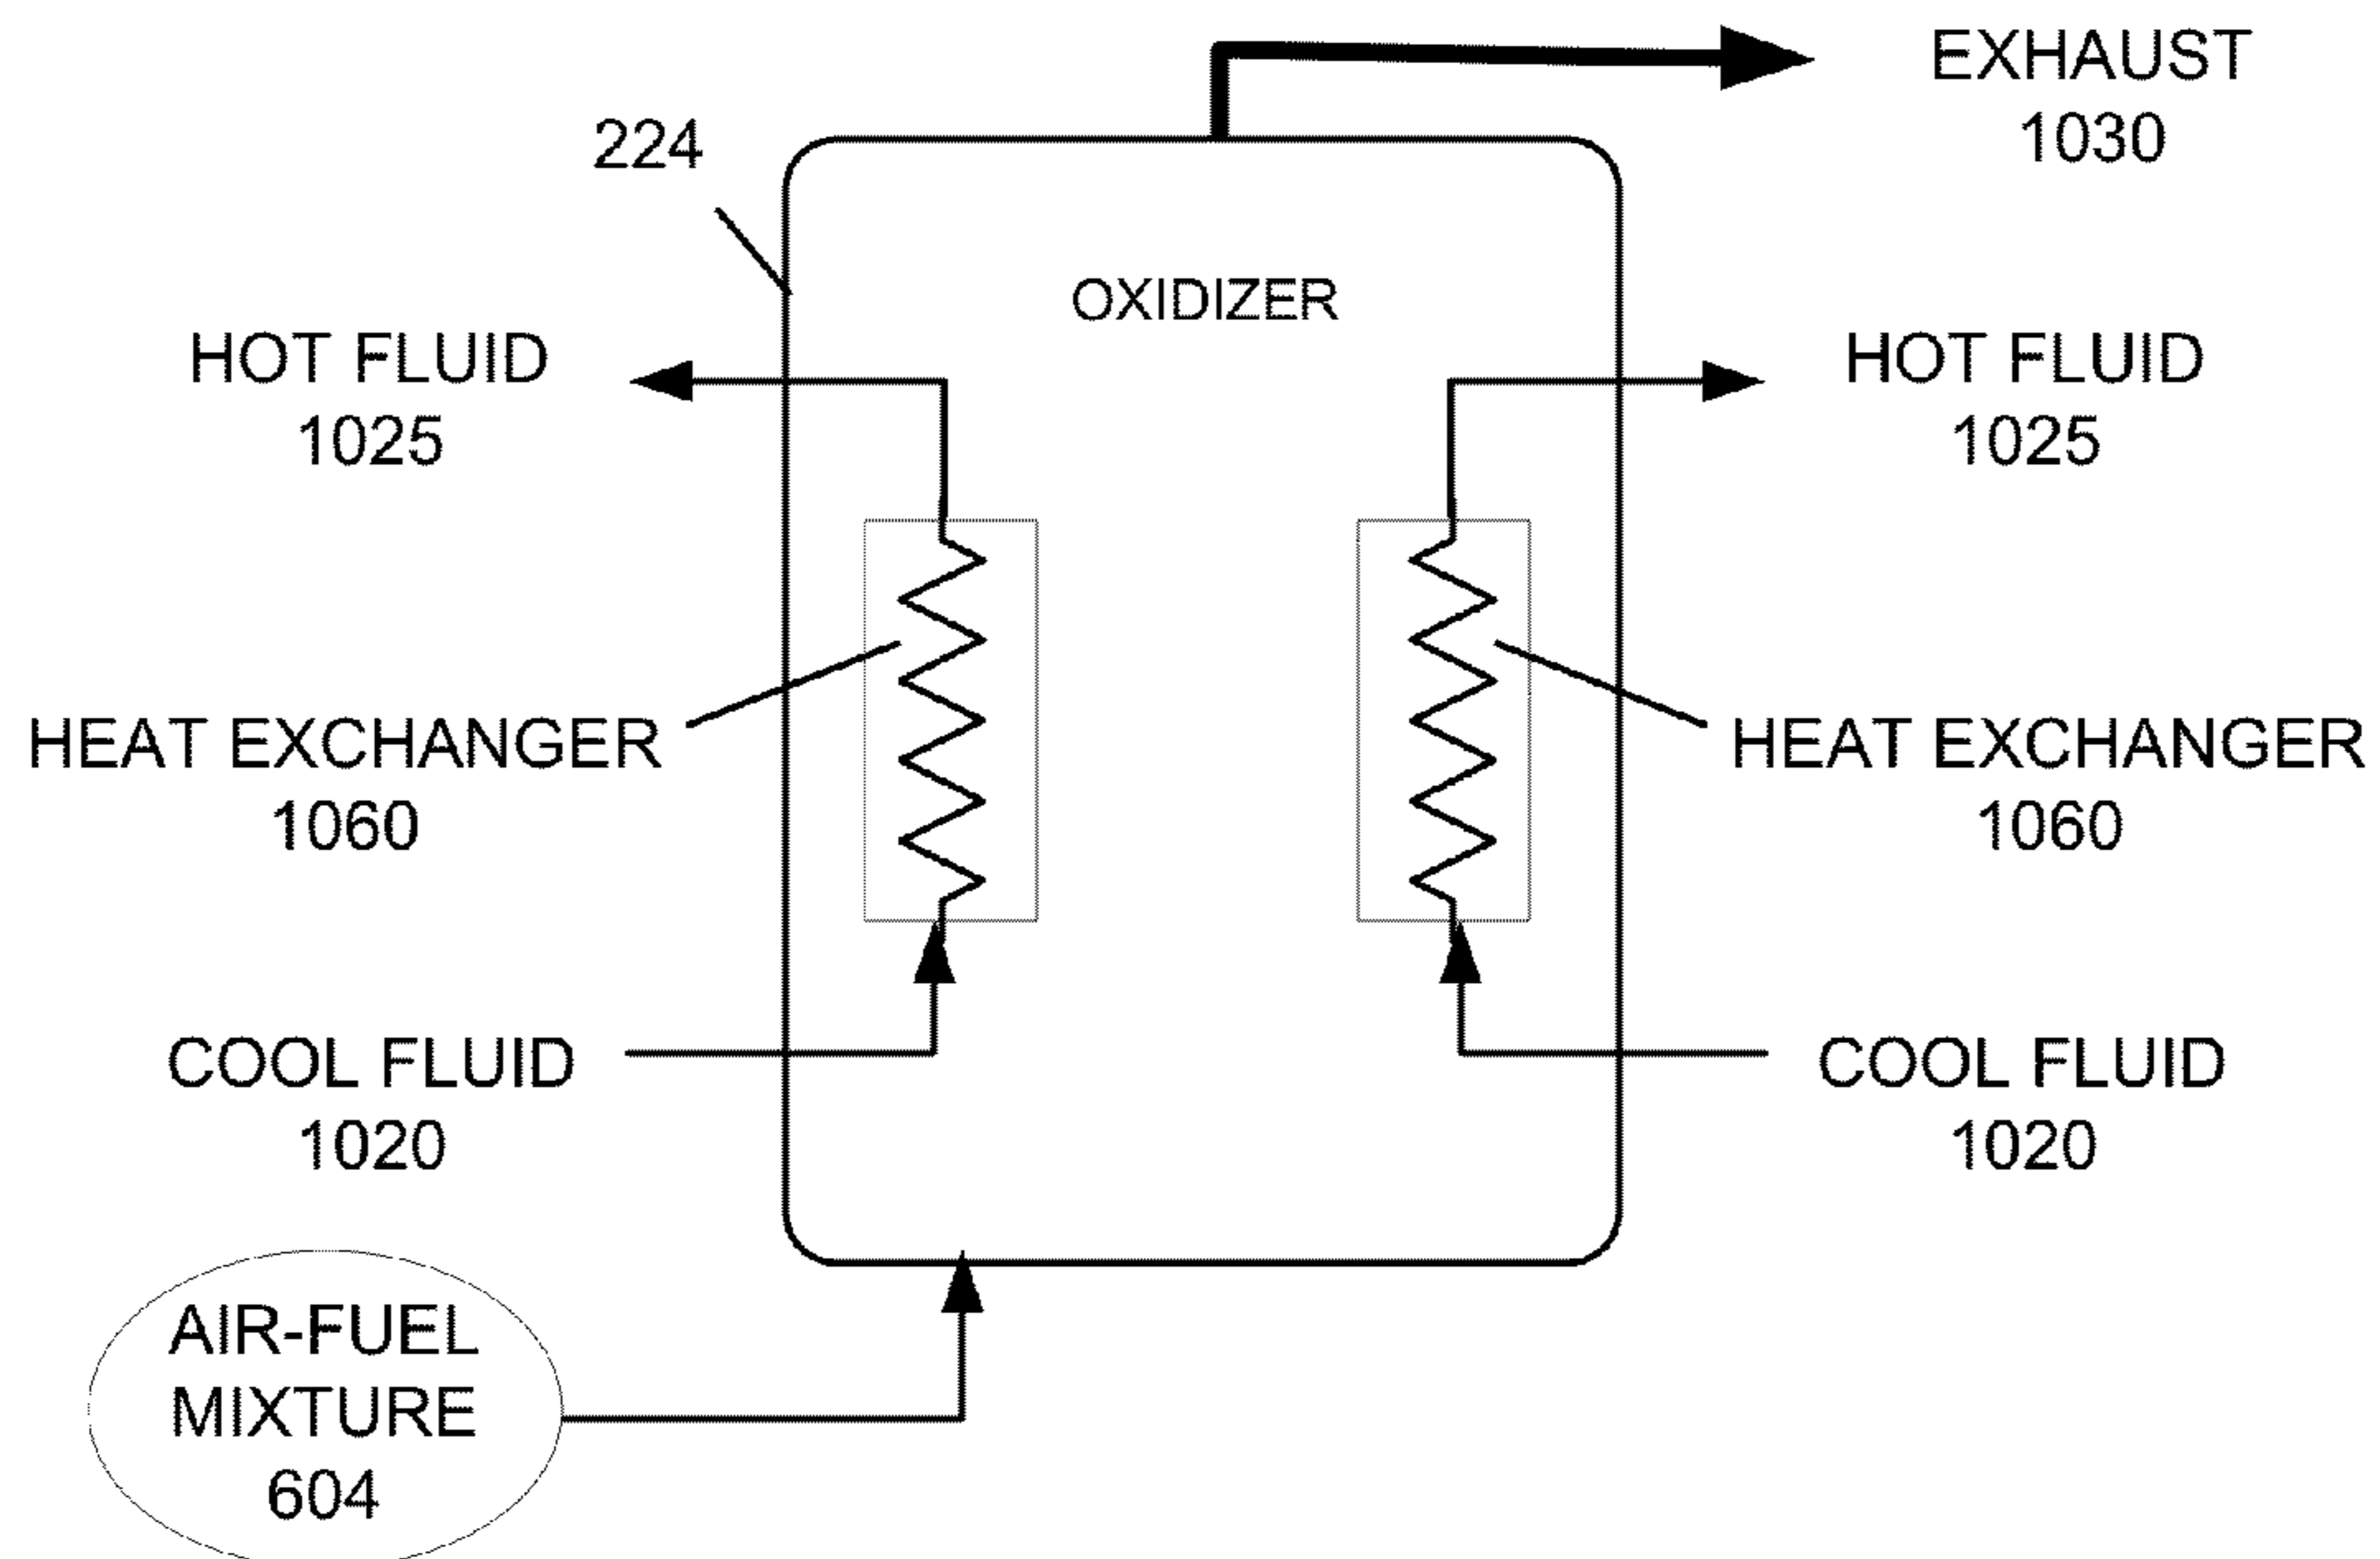 EXHAUST
1030
224
OXIDIZER
HOT FLUID
1025
HOT FLUID
1025
HEAT EXCHANGER
1060
HEAT EXCHANGER
1060
COOL FLUID
1020
COOL FLUID
1020
AIR-FUEL
MIXTURE
604